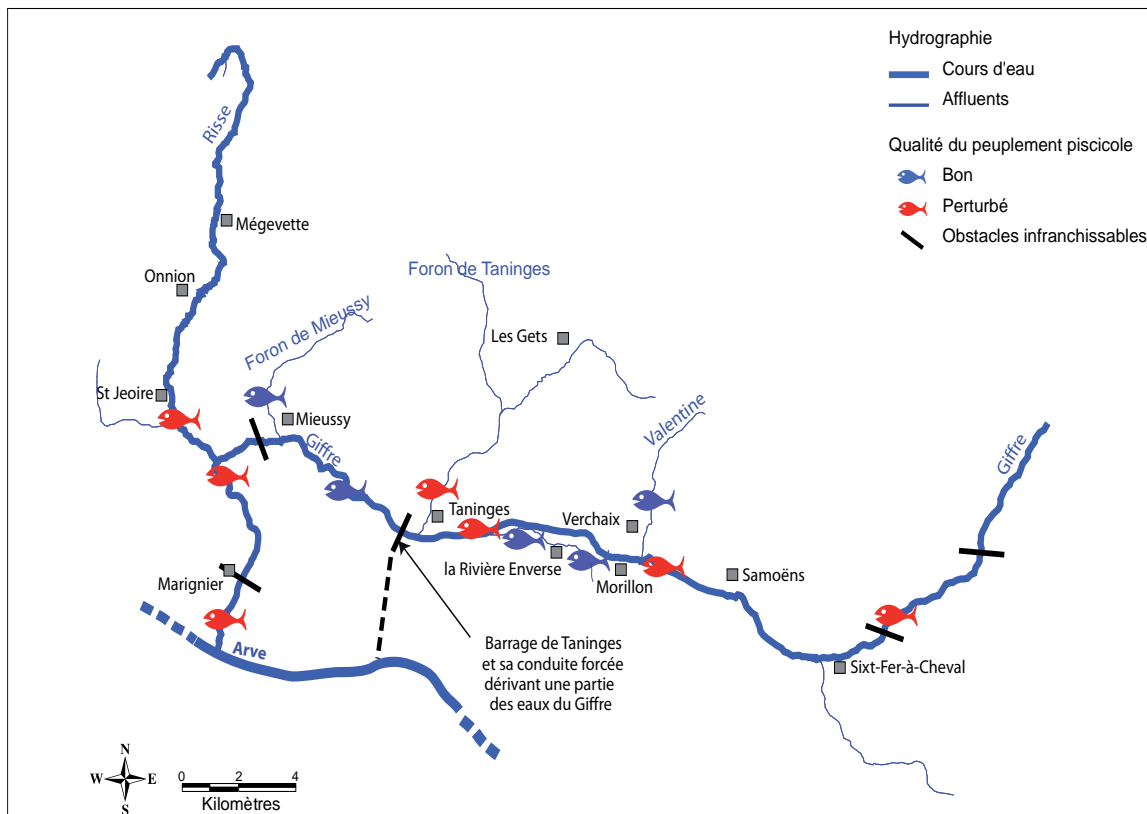 Hydrographie
Cours d'eau
Affluents
Qualité du peuplement piscicole
Bon
Perturbé
Obstacles infranchissables
Risse
Mégevette
Onnion
Foron de Taninges
Foron de Mieussy
Les Gets
St Jeoire
Mieussy
Giffre
Valentine
Giffre
Taninges
Verchaix
la Rivière Enverse
Morillon
Samoëns
Marignier
Sixt-Fer-à-Cheval
Arve
Barrage de Taninges
et sa conduite forcée
dérivant une partie
des eaux du Giffre
N
W E
S
0 2 4
Kilomètres